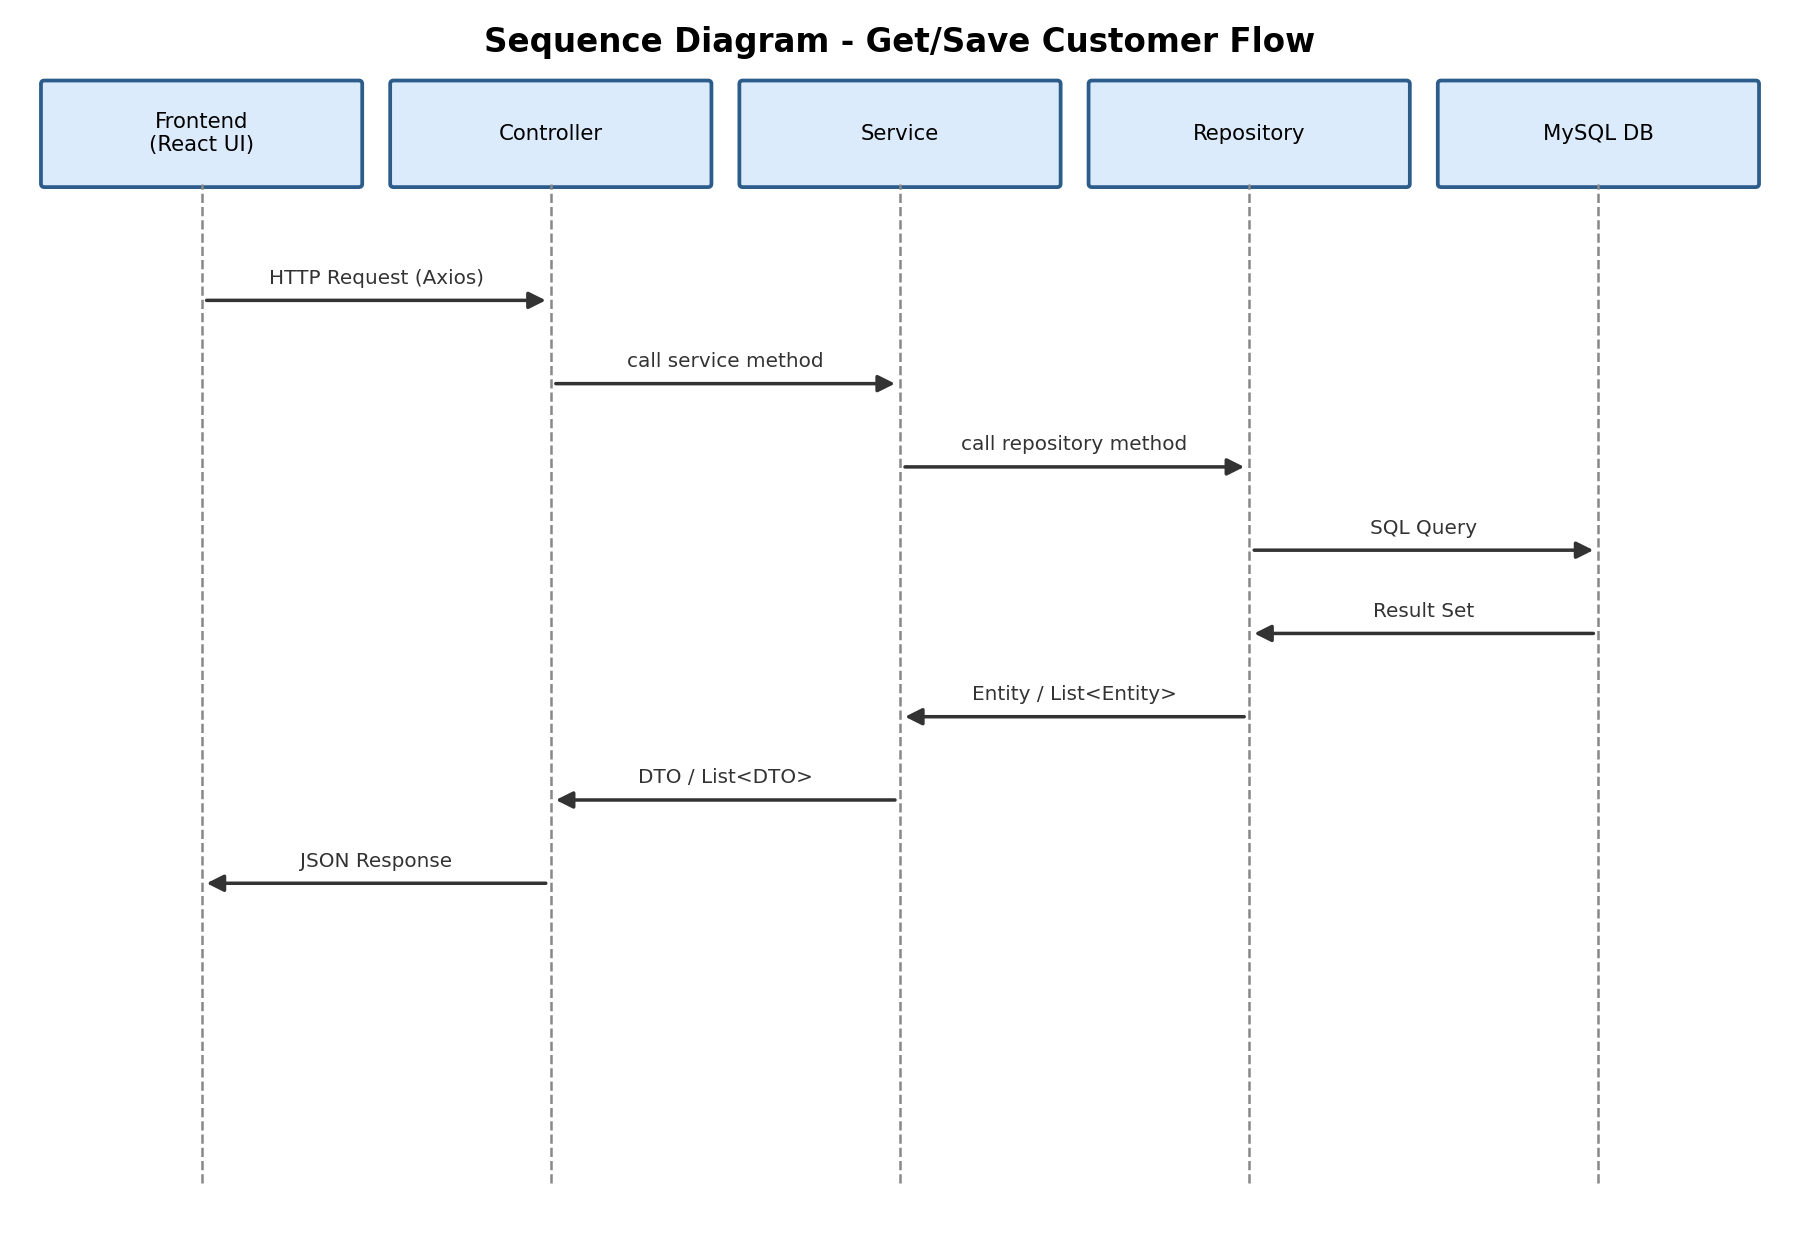 Sequence Diagram - Get/Save Customer Flow
Frontend
(React UI)
Controller
Service
Repository
MySQL DB
HTTP Request (Axios)
call service method
call repository method
SQL Query
Result Set
Entity / List<Entity>
DTO / List<DTO>
JSON Response